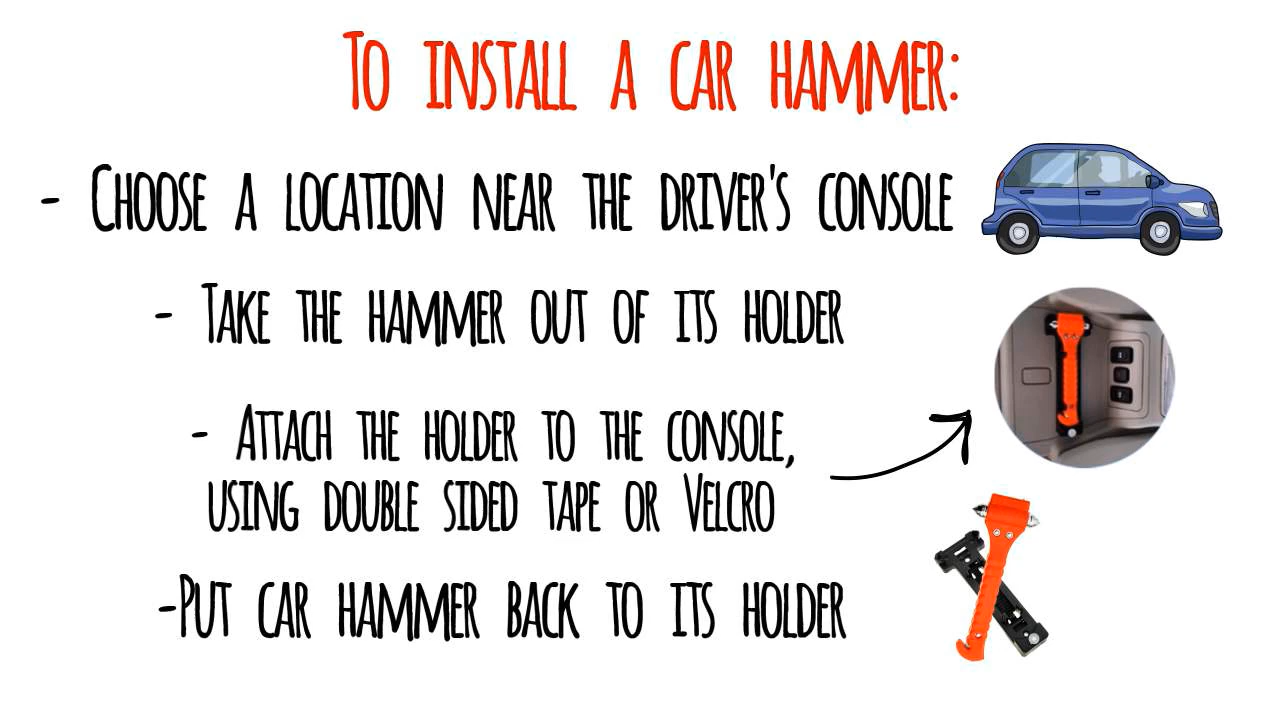 To install a car hammer:
- Choose a location near the driver's console
- Take the hammer out of its holder
- Attach the holder to the console,
using double sided tape or Velcro
-Put car hammer back to its holder